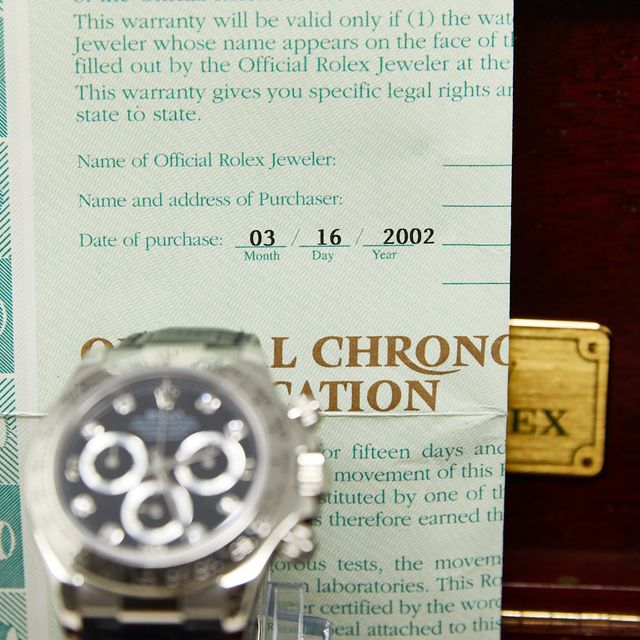 This warranty will be valid only if (1) the
Jeweler whose name appears on the face of
filled out by the Official Rolex Jeweler at the
This warranty gives you specific legal rights
state to state.
Name of Official Rolex Jeweler:
Name and address of Purchaser:
Date of purchase: 03 / 16 / 2002
Month Day Year
L CHRONO
CATION
EX
or fifteen days and
movement of this
stituted by one of
s therefore earned
orous tests, the movem
laboratories. This Ro
er certified by the word
eal attached to this